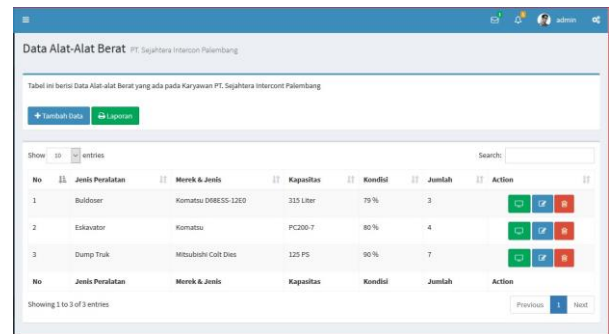 admin
Data Alat-Alat Berat PT. Sejahtera Intercon Palembang
Tabel ini berisi Data Alat-alat Berat yang ada pada Karyawan PT. Sejahtera Intercont Palembang
Tambah Data Laporan
Show 10 entries Search:
No Jenis Peralatan Merek & Jenis Kapasitas Kondisi Jumlah Action
1 Buldoser Komatsu D68ESS-12E0 315 Liter 79 % 3
2 Eskavator Komatsu PC200-7 80 % 4
3 Dump Truk Mitsubishi Colt Dies 125 PS 90 % 7
No Jenis Peralatan Merek & Jenis Kapasitas Kondisi Jumlah Action
Showing 1 to 3 of 3 entries Previous 1 Next